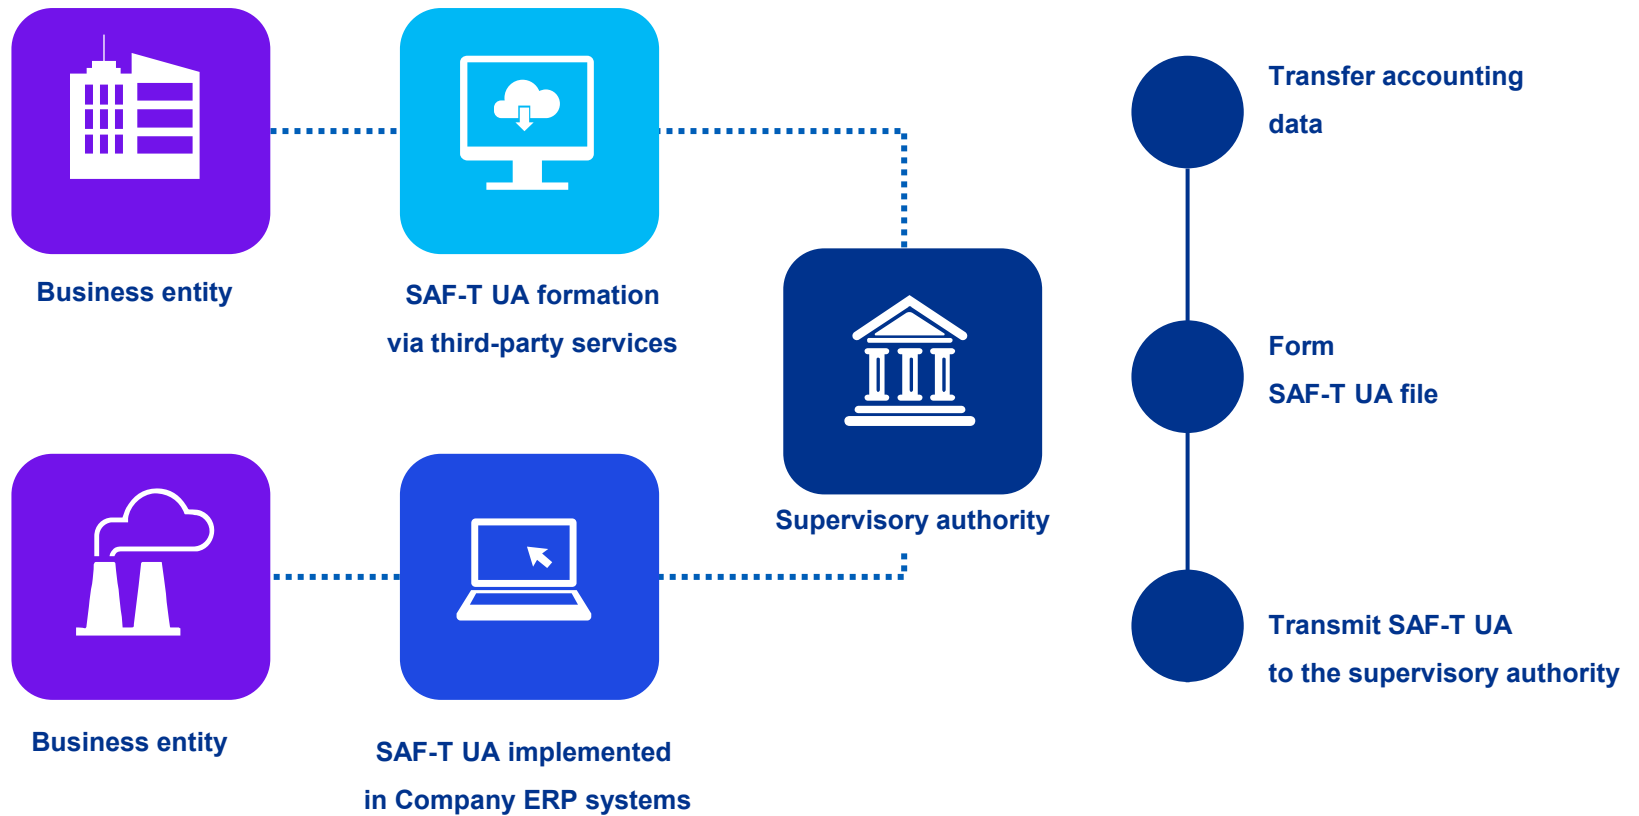 Business entity
SAF-T UA formation
via third-party services
Business entity
SAF-T UA implemented
in Company ERP systems
Supervisory authority
Transfer accounting
data
Form
SAF-T UA file
Transmit SAF-T UA
to the supervisory authority